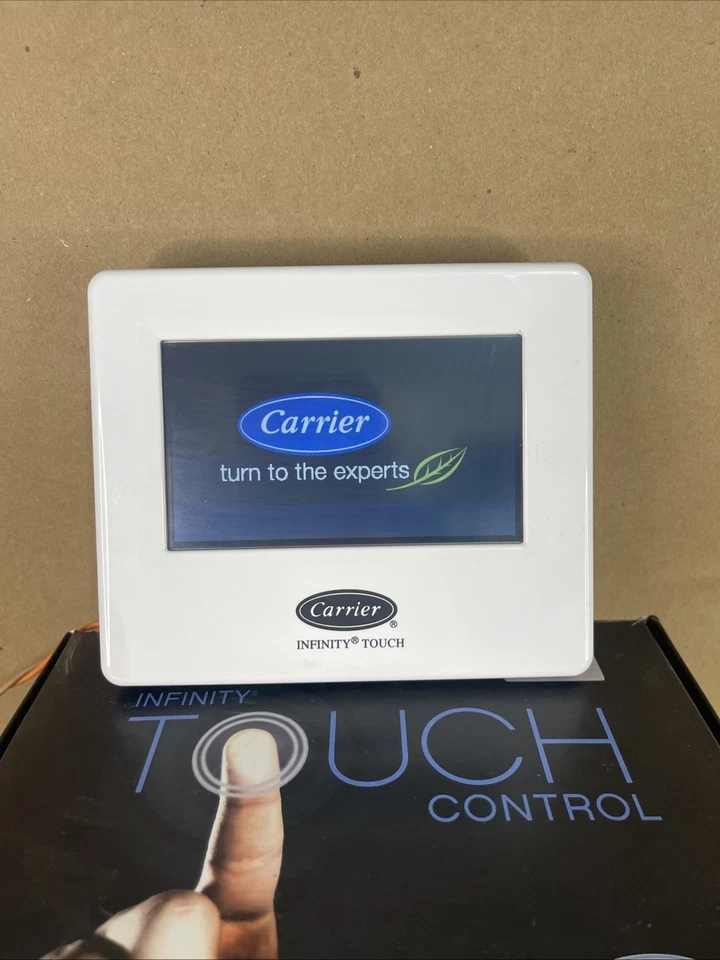 Carrier
turn to the experts
Carrier ®
INFINITY® TOUCH
INFINITY®
TOUCH
CONTROL